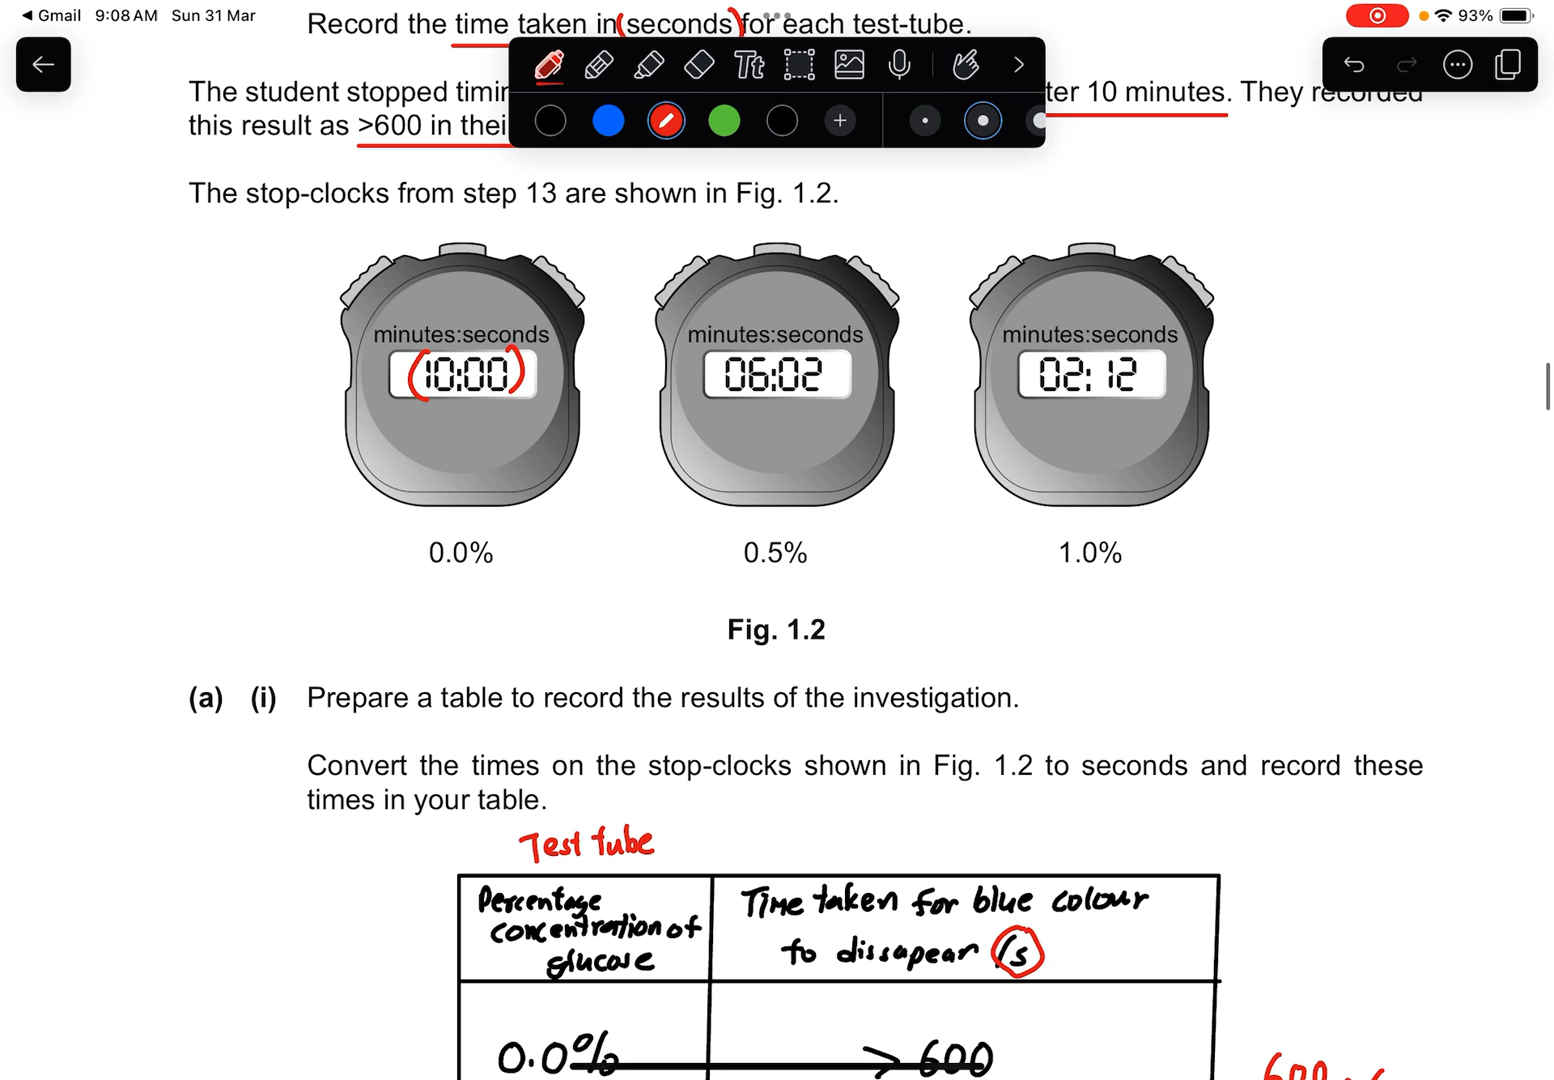 ◀ Gmail 9:08 AM Sun 31 Mar
93%
Record the time taken in (seconds) for each test-tube.
Tt
The student stopped timin ter 10 minutes. They recorded
this result as >600 in thei
The stop-clocks from step 13 are shown in Fig. 1.2.
minutes:seconds minutes:seconds minutes:seconds
(10:00) 06:02 02:12
0.0% 0.5% 1.0%
Fig. 1.2
(a) (i) Prepare a table to record the results of the investigation.
Convert the times on the stop-clocks shown in Fig. 1.2 to seconds and record these
times in your table.
Test tube
Percentage
concentration of
glucose
Time taken for blue colour
to dissapear /s
0.0% > 600